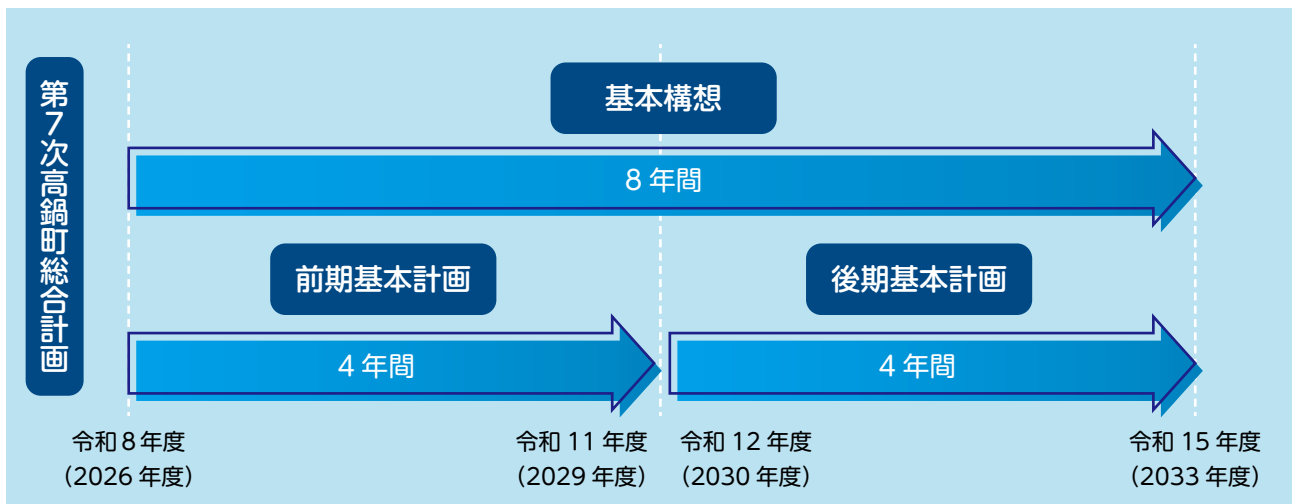 第7次高鍋町総合計画
基本構想
8 年間
前期基本計画
後期基本計画
4 年間
4 年間
令和 8 年度
(2026 年度)
令和 11 年度
(2029 年度)
令和 12 年度
(2030 年度)
令和 15 年度
(2033 年度)